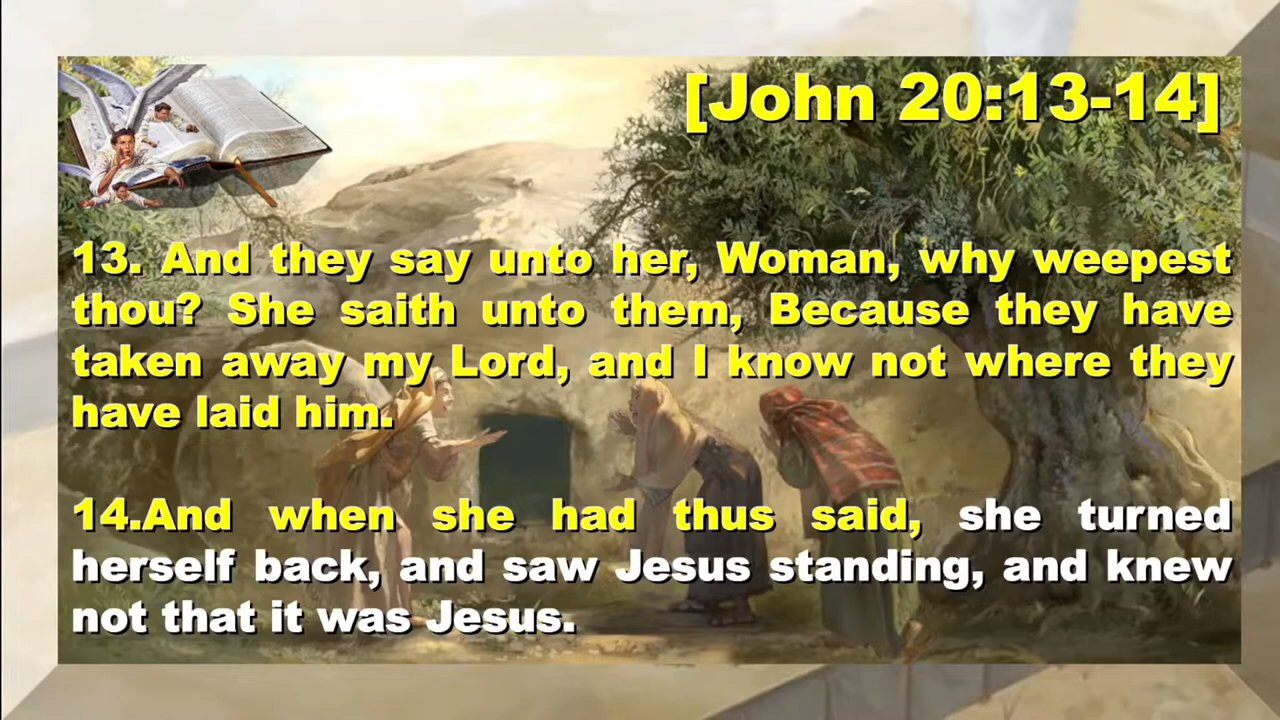 [John 20:13-14]
13. And they say unto her, Woman, why weepest
thou? She saith unto them, Because they have
taken away my Lord, and I know not where they
have laid him.
14.And when she had thus said, she turned
herself back, and saw Jesus standing, and knew
not that it was Jesus.